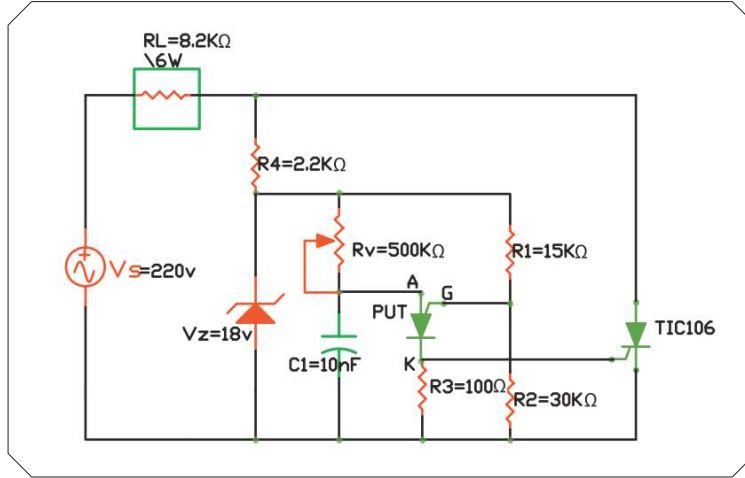 RL=8.2KΩ
\6W
R4=2.2KΩ
Rv=500KΩ
R1=15KΩ
Vs=220v
A
G
PUT
Vz=18v
TIC106
C1=10nF
K
R3=100Ω
R2=30KΩ